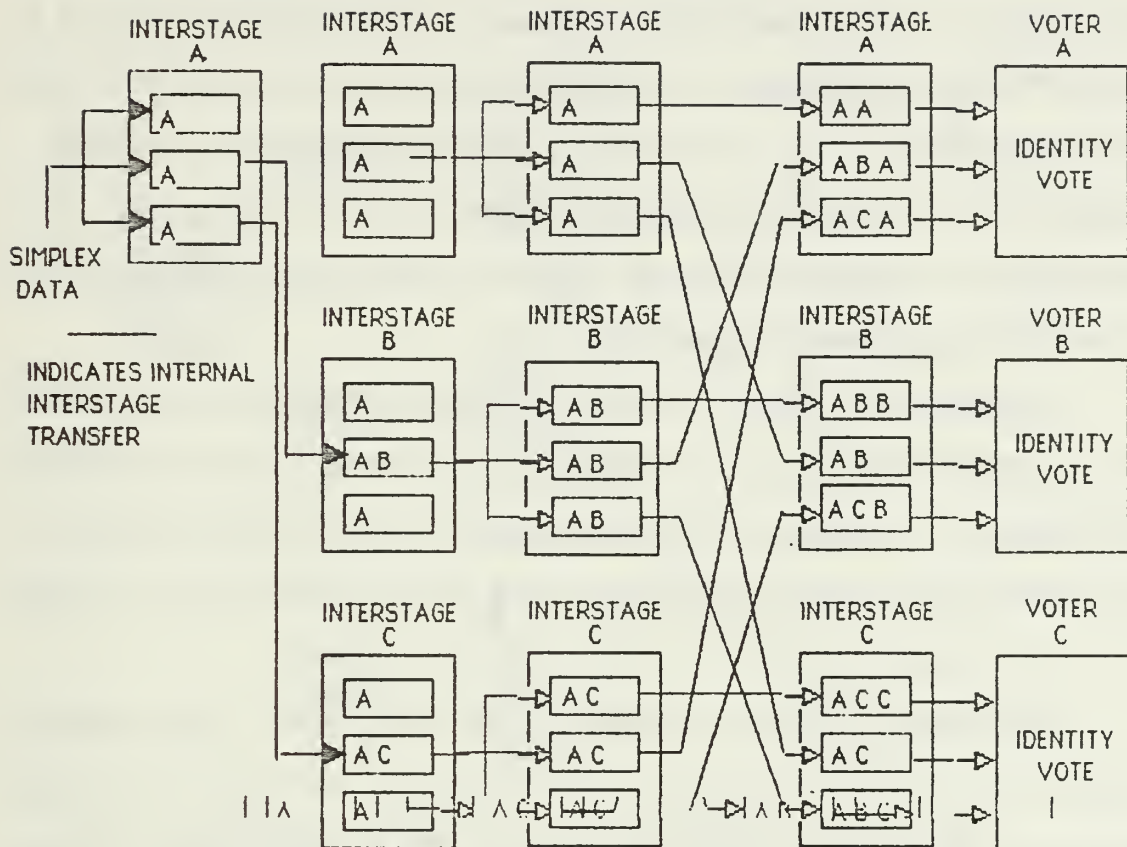 INTERSTAGE
A
INTERSTAGE
A
INTERSTAGE
A
INTERSTAGE
A
VOTER
A
A
A
A
A
A
A
A
A
A
A A
A B A
A C A
IDENTITY
VOTE
SIMPLEX
DATA
INDICATES INTERNAL
INTERSTAGE
TRANSFER
INTERSTAGE
B
INTERSTAGE
B
INTERSTAGE
B
VOTER
B
A
A B
A
A B
A B
A B
A B B
A B
A C B
IDENTITY
VOTE
INTERSTAGE
C
INTERSTAGE
C
INTERSTAGE
C
VOTER
C
A
A C
A
A C
A C
A C
A C C
A C
A B C
IDENTITY
VOTE